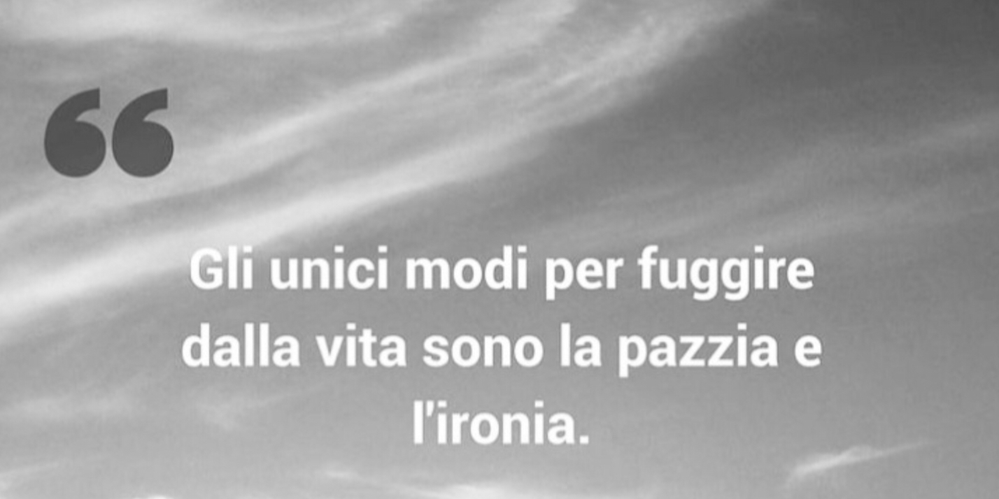 “
Gli unici modi per fuggire
dalla vita sono la pazzia e
l'ironia.